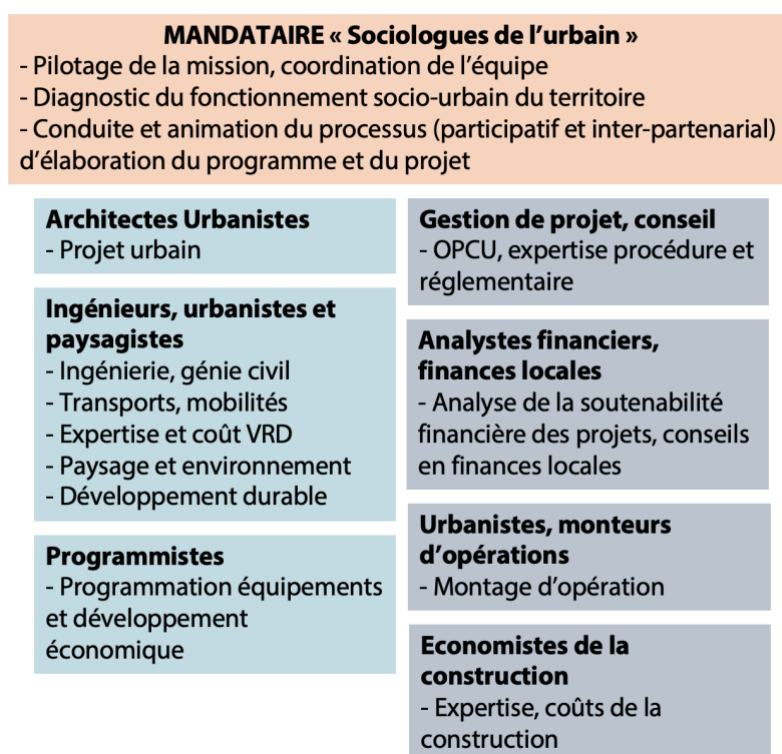 MANDATAIRE « Sociologues de l’urbain »
- Pilotage de la mission, coordination de l’équipe
- Diagnostic du fonctionnement socio-urbain du territoire
- Conduite et animation du processus (participatif et inter-partenarial)
d’élaboration du programme et du projet
Architectes Urbanistes
- Projet urbain
Ingénieurs, urbanistes et
paysagistes
- Ingénierie, génie civil
- Transports, mobilités
- Expertise et coût VRD
- Paysage et environnement
- Développement durable
Programmistes
- Programmation équipements
et développement
économique
Gestion de projet, conseil
- OPCU, expertise procédure et
réglementaire
Analystes financiers,
finances locales
- Analyse de la soutenabilité
financière des projets, conseils
en finances locales
Urbanistes, monteurs
d’opérations
- Montage d’opération
Economistes de la
construction
- Expertise, coûts de la
construction